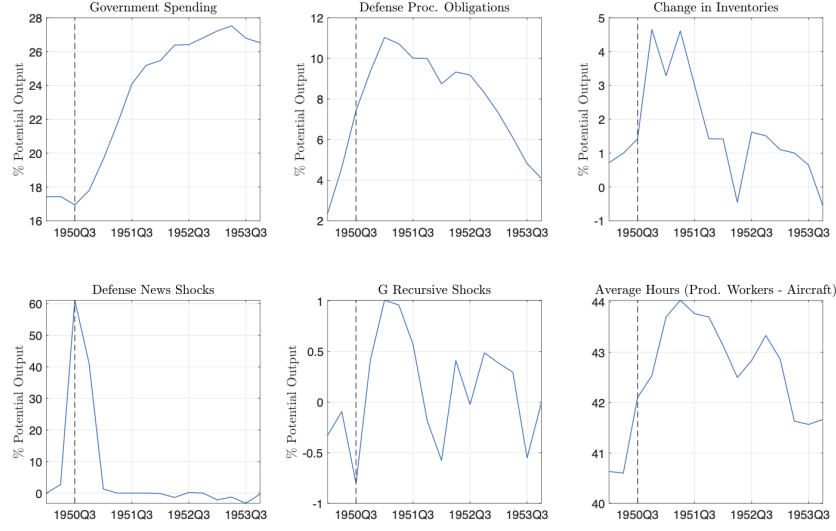 Government Spending
% Potential Output
28
26
24
22
20
18
16
1950Q3 1951Q3 1952Q3 1953Q3
Defense Proc. Obligations
% Potential Output
12
10
8
6
4
2
1950Q3 1951Q3 1952Q3 1953Q3
Change in Inventories
% Potential Output
5
4
3
2
1
0
-1
1950Q3 1951Q3 1952Q3 1953Q3
Defense News Shocks
% Potential Output
60
50
40
30
20
10
0
1950Q3 1951Q3 1952Q3 1953Q3
G Recursive Shocks
% Potential Output
1
0.5
0
-0.5
-1
1950Q3 1951Q3 1952Q3 1953Q3
Average Hours (Prod. Workers - Aircraft)
44
43
42
41
40
1950Q3 1951Q3 1952Q3 1953Q3